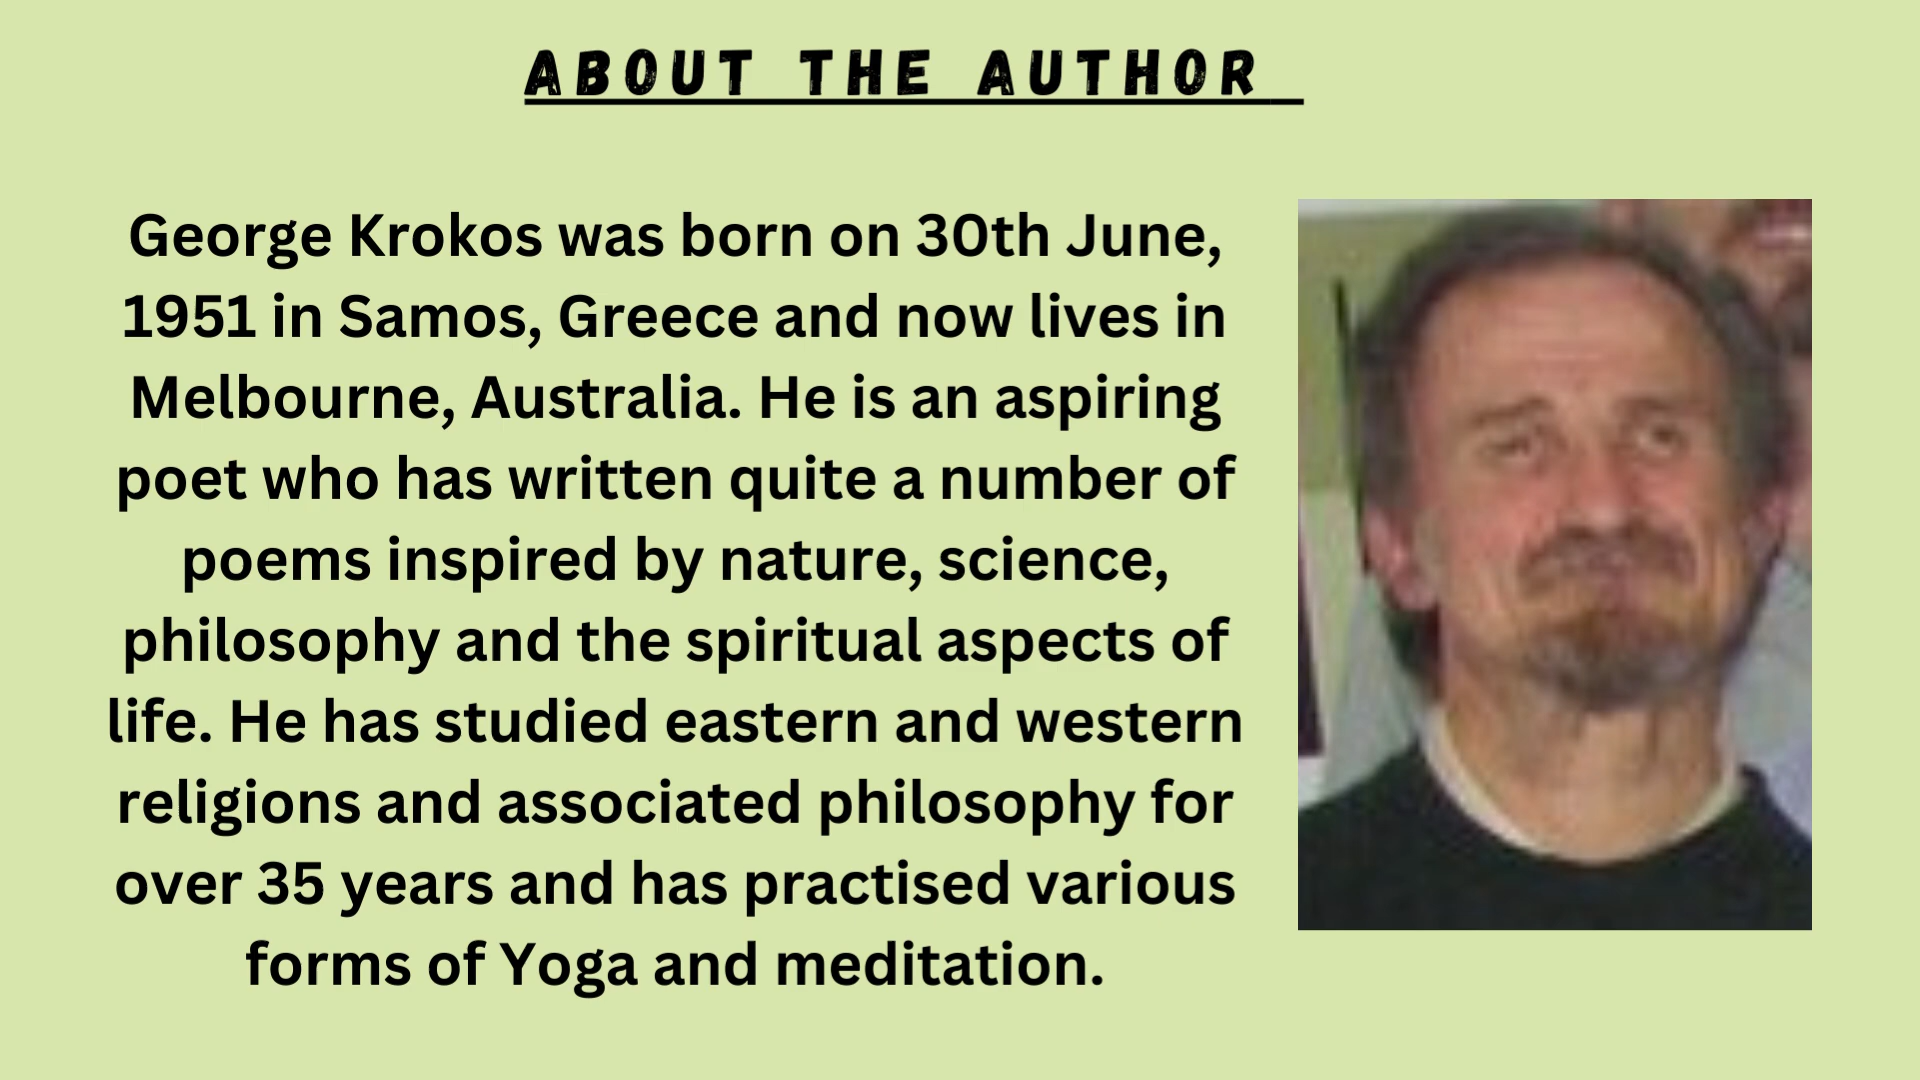 ABOUT THE AUTHOR
George Krokos was born on 30th June,
1951 in Samos, Greece and now lives in
Melbourne, Australia. He is an aspiring
poet who has written quite a number of
poems inspired by nature, science,
philosophy and the spiritual aspects of
life. He has studied eastern and western
religions and associated philosophy for
over 35 years and has practised various
forms of Yoga and meditation.